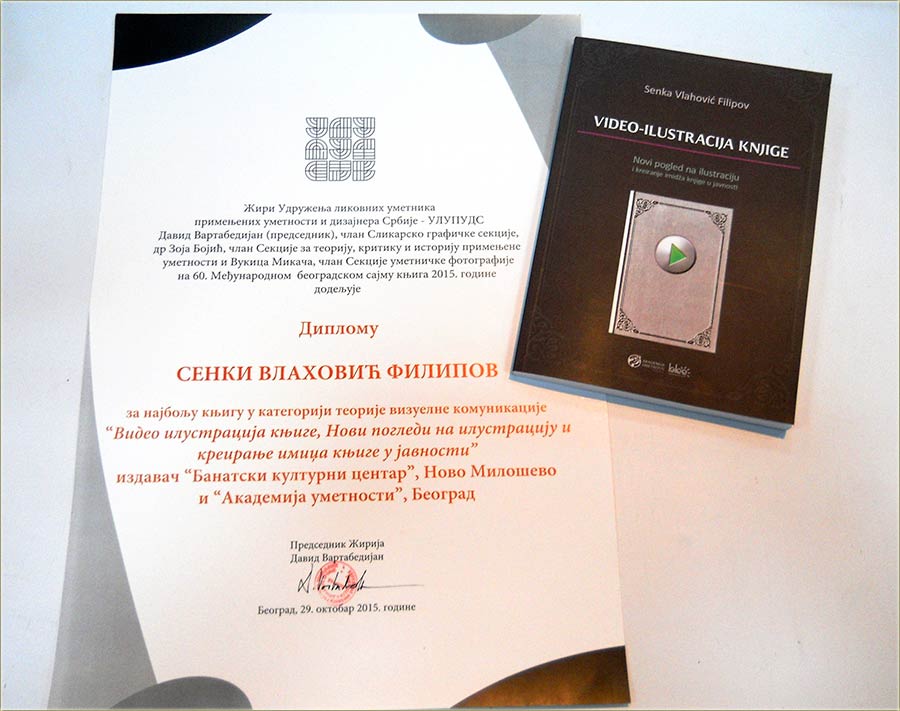 Жири Удружења ликовних уметника
примењених уметности и дизајнера Србије - УЛУПУДС
Давид Вартабедијан (председник), члан Сликарско графичке секције,
др Зоја Бојић, члан Секције за теорију, критику и историју примењене
уметности и Вукица Микача, члан Секције уметничке фотографије
на 60. Међународном београдском сајму књига 2015. године
додељује
Диплому
СЕНКИ ВЛАХОВИЋ ФИЛИПОВ
за најбољу књигу у категорији теорије визуелне комуникације
“Видео илустрација књиге, Нови погледи на илустрацију и
креирање имиџа књиге у јавности”
издавач “Банатски културни центар”, Ново Милошево
и “Академија уметности”, Београд
Председник Жирија
Давид Вартабедијан
Београд, 29. октобар 2015. године
Senka Vlahović Filipov
VIDEO-ILUSTRACIJA KNJIGE
Novi pogled na ilustraciju
i kreiranje imidža knjige u javnosti